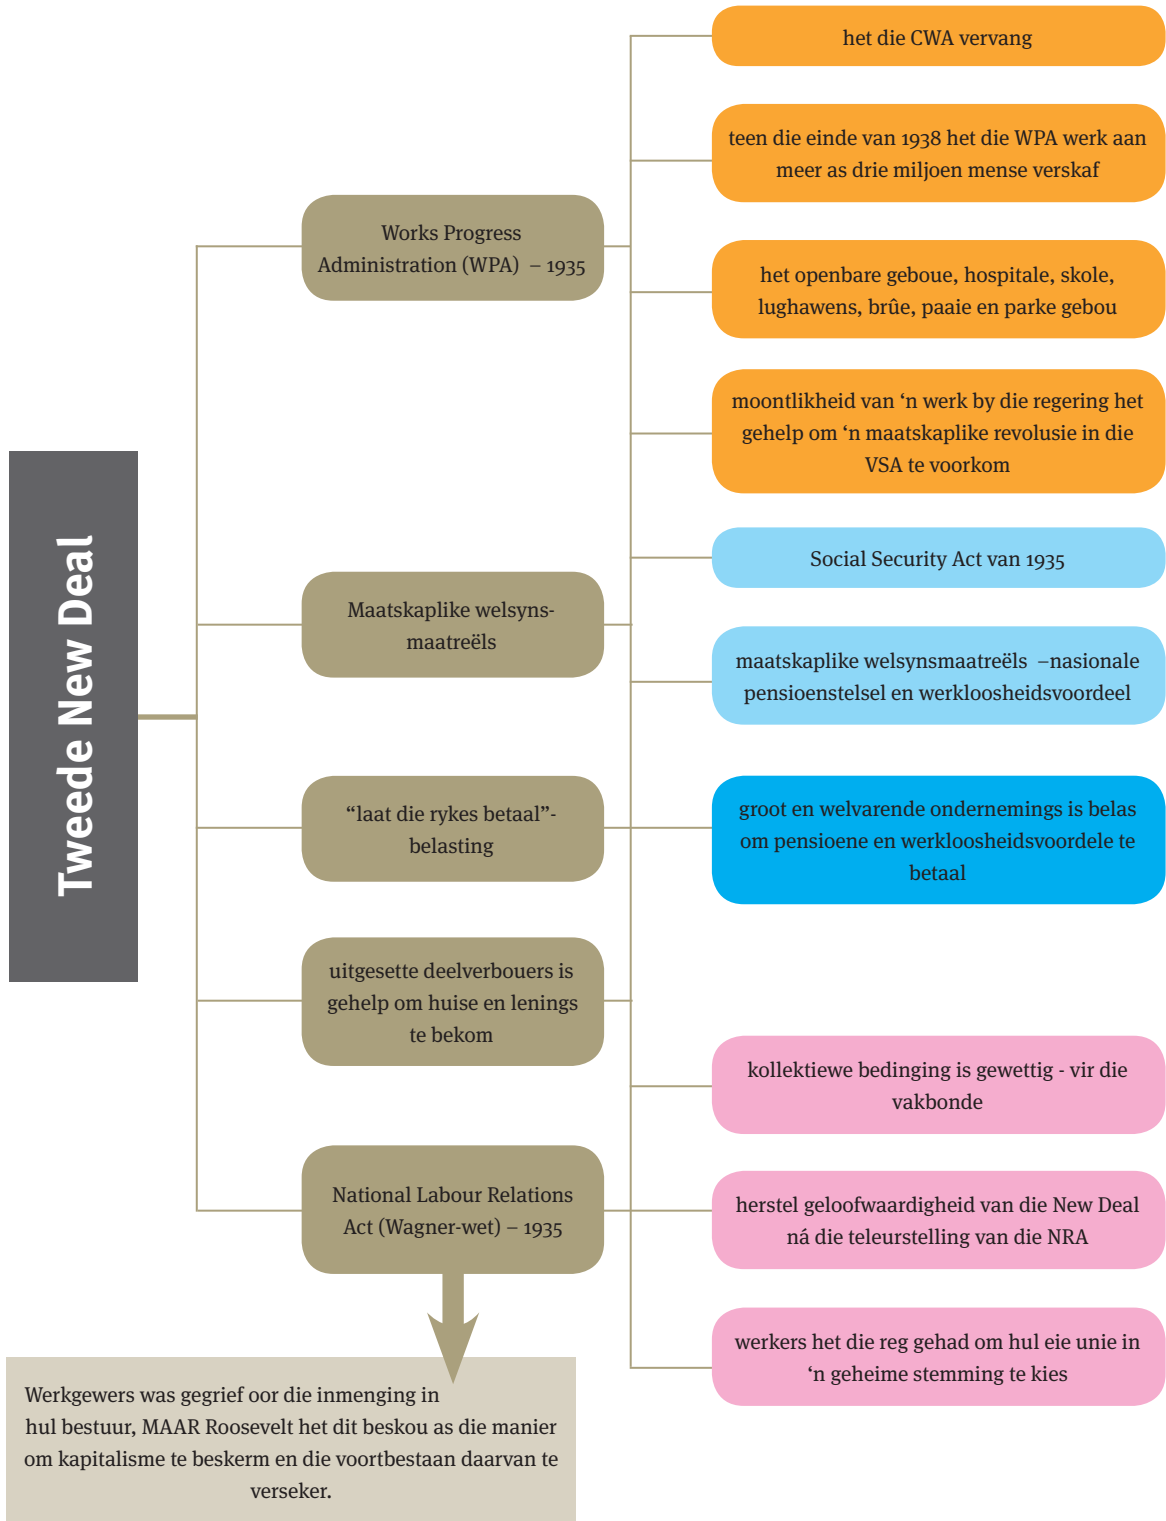 Tweede New Deal
Works Progress
Administration (WPA) – 1935
het die CWA vervang
teen die einde van 1938 het die WPA werk aan
meer as drie miljoen mense verskaf
het openbare geboue, hospitale, skole,
lughawens, brûe, paaie en parke gebou
moontlikheid van ‘n werk by die regering het
gehelp om ‘n maatskaplike revolusie in die
VSA te voorkom
Maatskaplike welsyns-
maatreëls
Social Security Act van 1935
maatskaplike welsynsmaatreëls –nasionale
pensioenstelsel en werkloosheidsvoordeel
“laat die rykes betaal”-
belasting
groot en welvarende ondernemings is belas
om pensioene en werkloosheidsvoordele te
betaal
uitgesette deelverbouers is
gehelp om huise en lenings
te bekom
National Labour Relations
Act (Wagner-wet) – 1935
kollektiewe bedinging is gewettig - vir die
vakbonde
herstel geloofwaardigheid van die New Deal
ná die teleurstelling van die NRA
werkers het die reg gehad om hul eie unie in
‘n geheime stemming te kies
Werkgewers was gegrief oor die inmenging in
hul bestuur, MAAR Roosevelt het dit beskou as die manier
om kapitalisme te beskerm en die voortbestaan daarvan te
verseker.